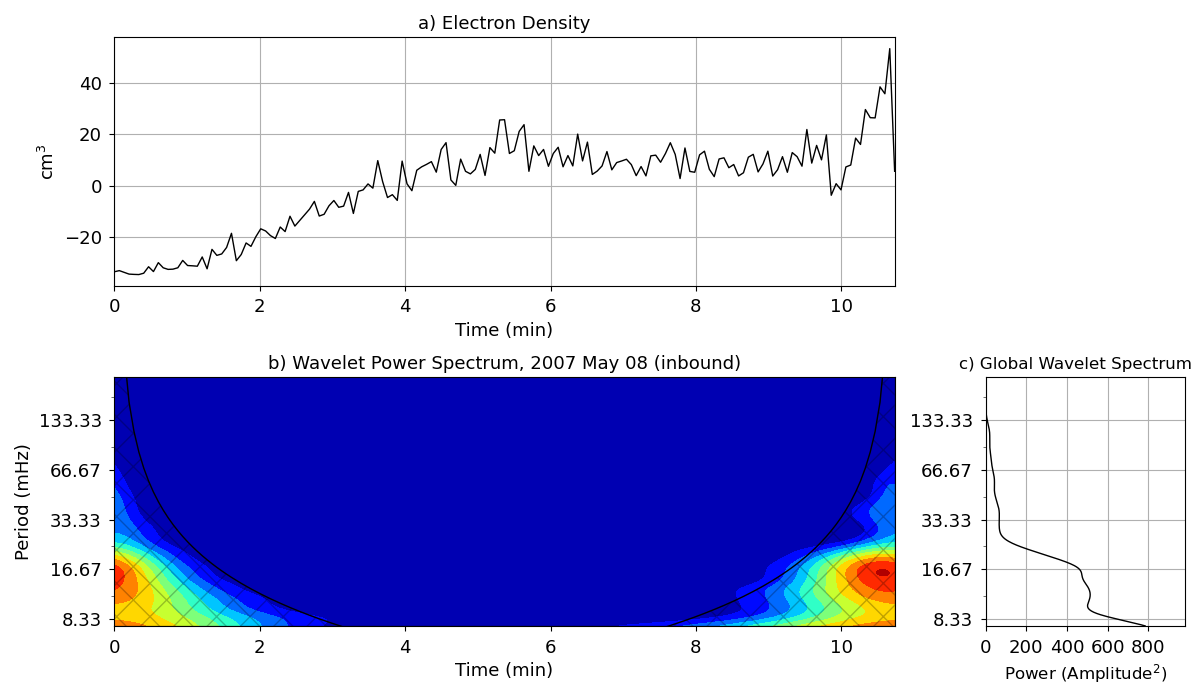 a) Electron Density
cm³
40
20
0
−20
0 2 4 6 8 10
Time (min)
b) Wavelet Power Spectrum, 2007 May 08 (inbound)
Period (mHz)
133.33
66.67
33.33
16.67
8.33
0 2 4 6 8 10
Time (min)
c) Global Wavelet Spectrum
133.33
66.67
33.33
16.67
8.33
0 200 400 600 800
Power (Amplitude²)